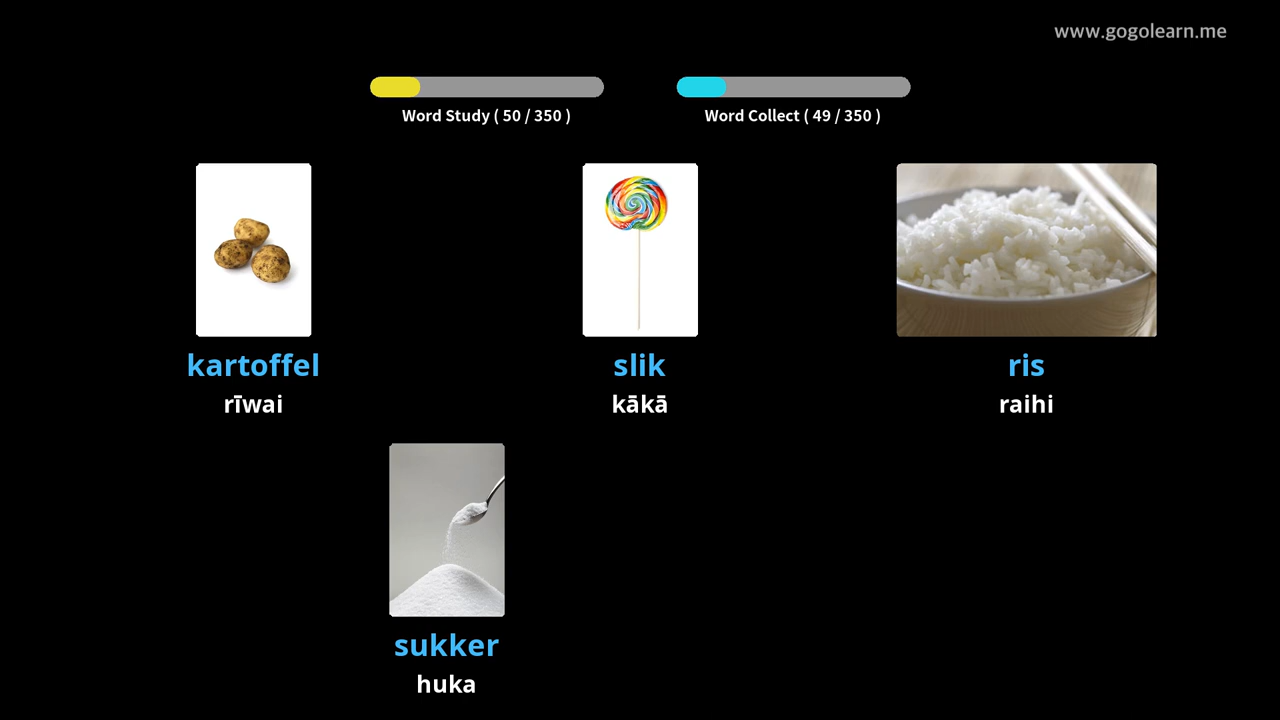 www.gogolearn.me
Word Study ( 50 / 350 )
Word Collect ( 49 / 350 )
kartoffel
rīwai
slik
kākā
ris
raihi
sukker
huka